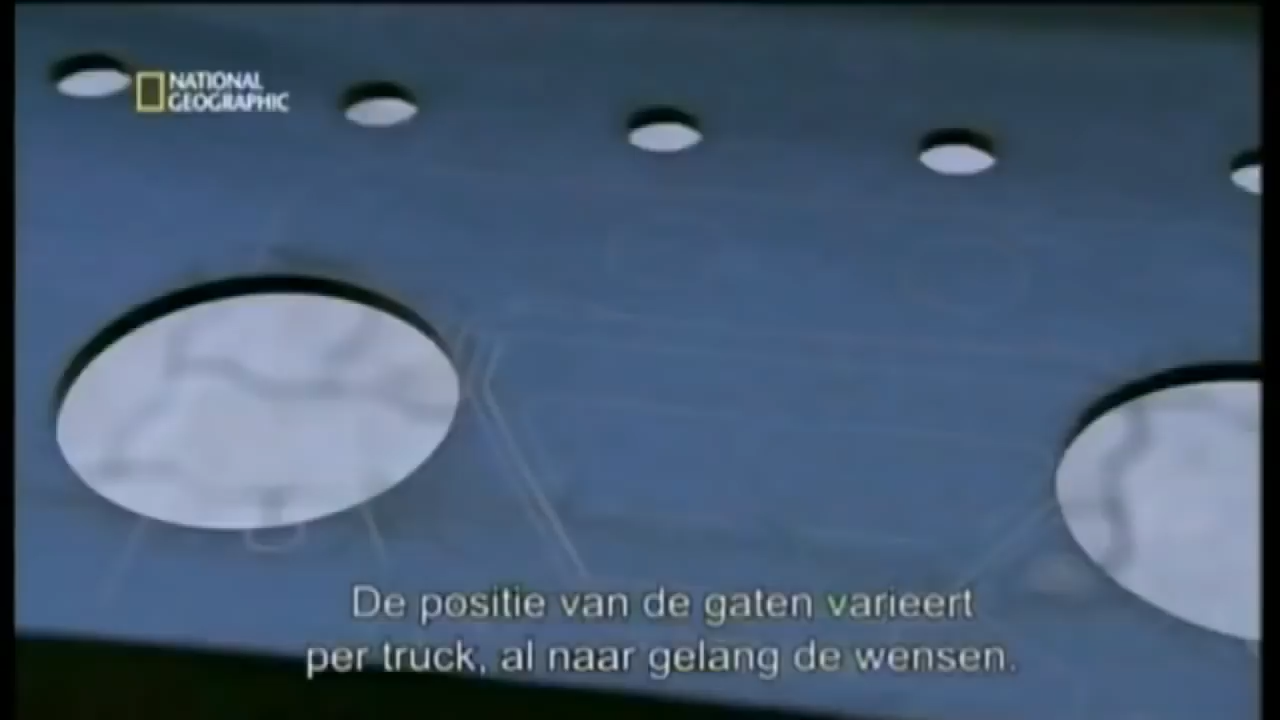 NATIONAL
GEOGRAPHIC
De positie van de gaten varieert
per truck, al naar gelang de wensen.